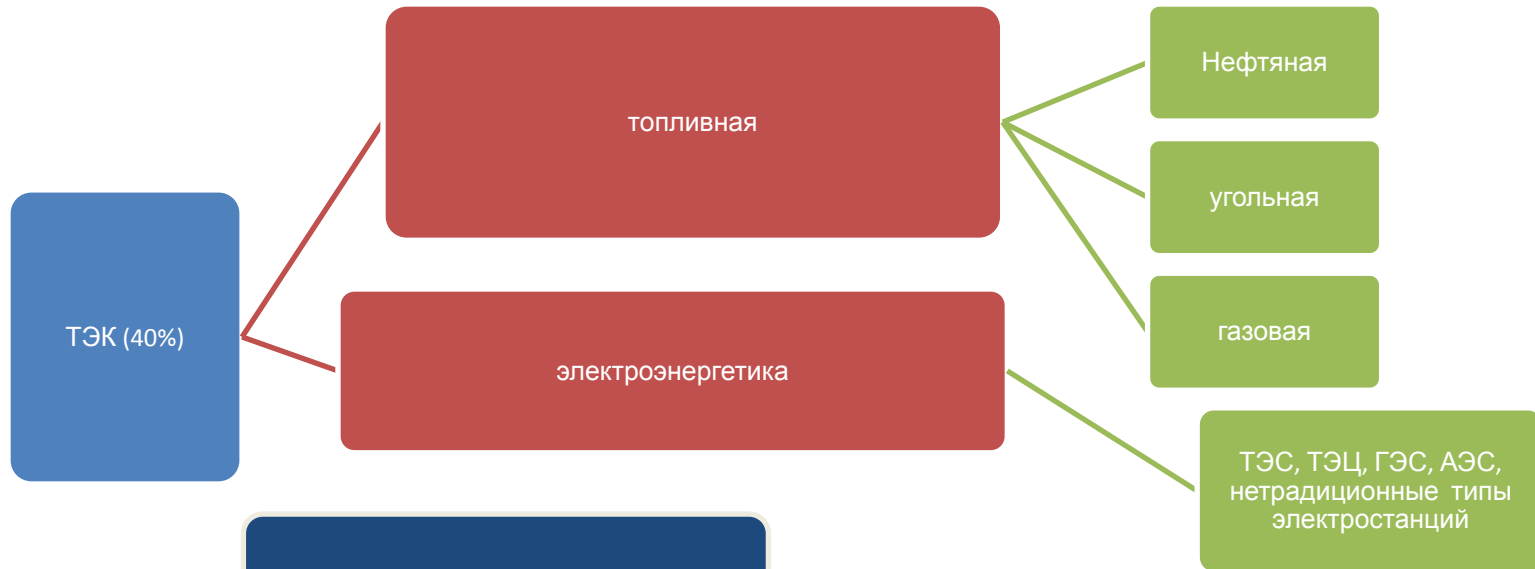 ТЭК (40%)
топливная
электроэнергетика
Нефтяная
угольная
газовая
ТЭС, ТЭЦ, ГЭС, АЭС,
нетрадиционные типы
электростанций